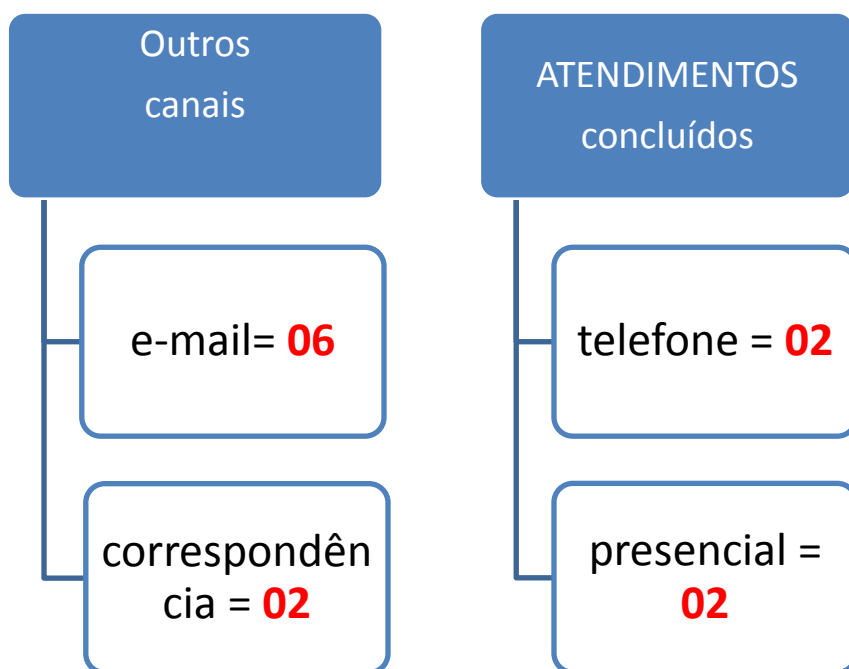 Outros
canais
e-mail= 06
correspondên
cia = 02
ATENDIMENTOS
concluídos
telefone = 02
presencial =
02